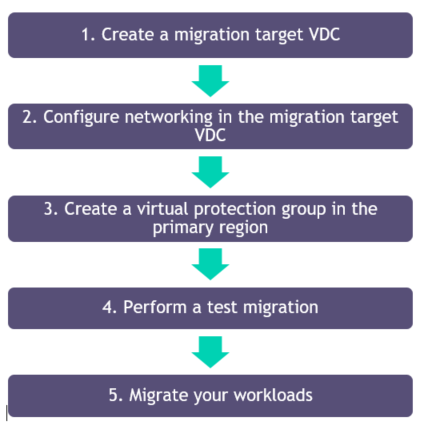 1. Create a migration target VDC
2. Configure networking in the migration target
VDC
3. Create a virtual protection group in the
primary region
4. Perform a test migration
5. Migrate your workloads